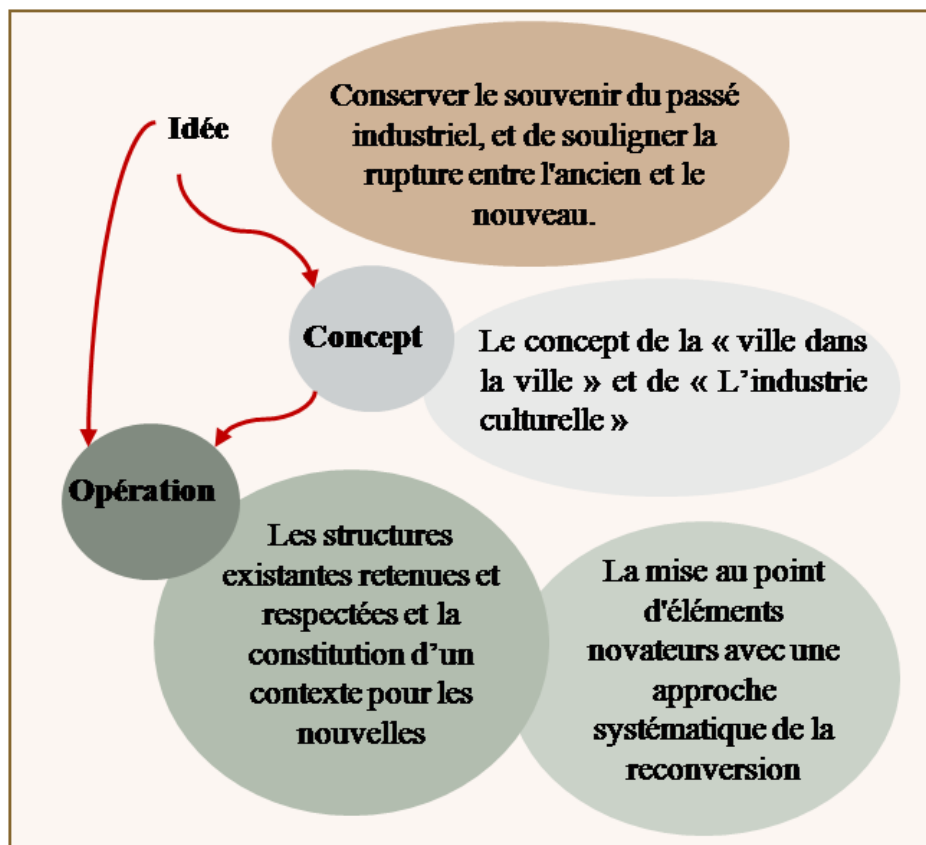 Idée
Conserver le souvenir du passé
industriel, et de souligner la
rupture entre l'ancien et le
nouveau.
Concept
Le concept de la « ville dans
la ville » et de « L’industrie
culturelle »
Opération
Les structures
existantes retenues et
respectées et la
constitution d’un
contexte pour les
nouvelles
La mise au point
d'éléments
novateurs avec une
approche
systématique de la
reconversion